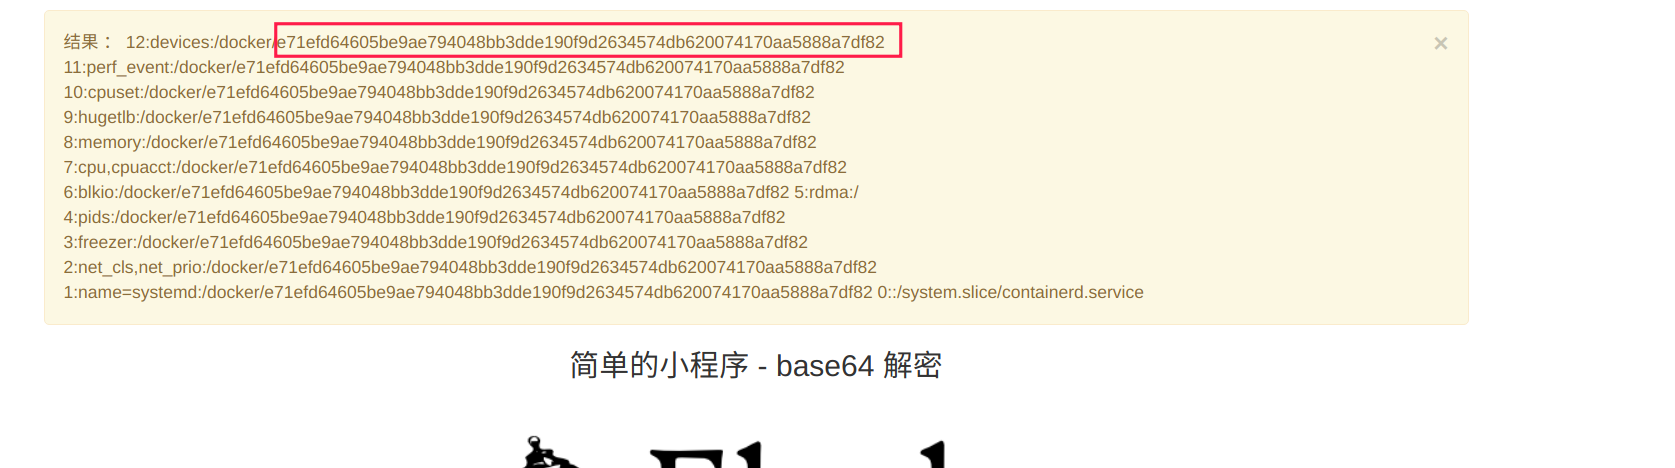 结果： 12:devices:/docker/e71efd64605be9ae794048bb3dde190f9d2634574db620074170aa5888a7df82
11:perf_event:/docker/e71efd64605be9ae794048bb3dde190f9d2634574db620074170aa5888a7df82
10:cpuset:/docker/e71efd64605be9ae794048bb3dde190f9d2634574db620074170aa5888a7df82
9:hugetlb:/docker/e71efd64605be9ae794048bb3dde190f9d2634574db620074170aa5888a7df82
8:memory:/docker/e71efd64605be9ae794048bb3dde190f9d2634574db620074170aa5888a7df82
7:cpu,cpuacct:/docker/e71efd64605be9ae794048bb3dde190f9d2634574db620074170aa5888a7df82
6:blkio:/docker/e71efd64605be9ae794048bb3dde190f9d2634574db620074170aa5888a7df82 5:rdma:/
4:pids:/docker/e71efd64605be9ae794048bb3dde190f9d2634574db620074170aa5888a7df82
3:freezer:/docker/e71efd64605be9ae794048bb3dde190f9d2634574db620074170aa5888a7df82
2:net_cls,net_prio:/docker/e71efd64605be9ae794048bb3dde190f9d2634574db620074170aa5888a7df82
1:name=systemd:/docker/e71efd64605be9ae794048bb3dde190f9d2634574db620074170aa5888a7df82 0::/system.slice/containerd.service
简单的小程序 - base64 解密